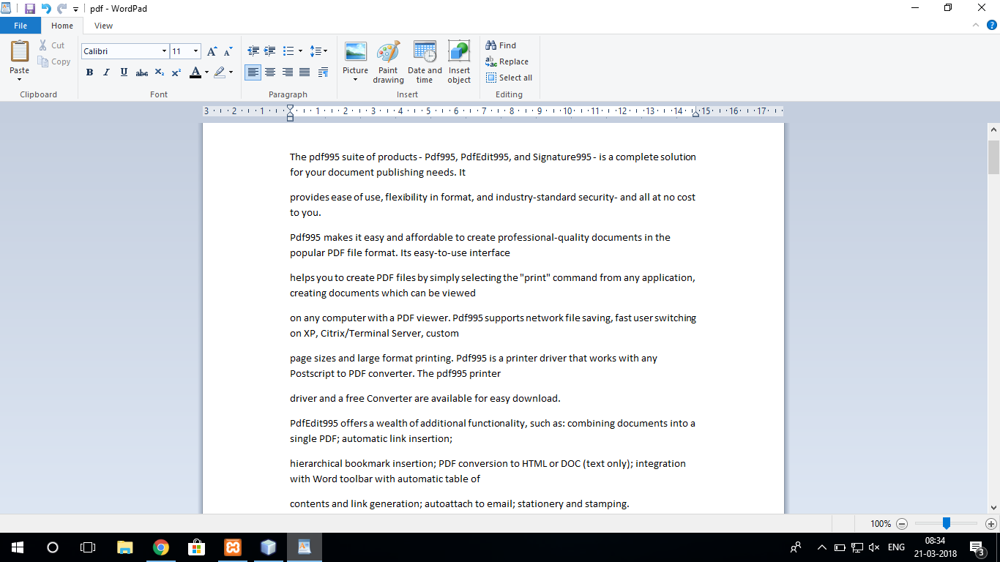 pdf - WordPad
File Home View
Paste Cut Copy
Clipboard
Calibri 11
B I U abc X₂ X² A
Font
Paragraph
Picture Paint drawing Date and time Insert object
Insert
Find
Replace
Select all
Editing
3 2 1 1 2 3 4 5 6 7 8 9 10 11 12 13 14 15 16 17
The pdf995 suite of products - Pdf995, PdfEdit995, and Signature995 - is a complete solution
for your document publishing needs. It
provides ease of use, flexibility in format, and industry-standard security- and all at no cost
to you.
Pdf995 makes it easy and affordable to create professional-quality documents in the
popular PDF file format. Its easy-to-use interface
helps you to create PDF files by simply selecting the "print" command from any application,
creating documents which can be viewed
on any computer with a PDF viewer. Pdf995 supports network file saving, fast user switching
on XP, Citrix/Terminal Server, custom
page sizes and large format printing. Pdf995 is a printer driver that works with any
Postscript to PDF converter. The pdf995 printer
driver and a free Converter are available for easy download.
PdfEdit995 offers a wealth of additional functionality, such as: combining documents into a
single PDF; automatic link insertion;
hierarchical bookmark insertion; PDF conversion to HTML or DOC (text only); integration
with Word toolbar with automatic table of
contents and link generation; autoattach to email; stationery and stamping.
100%
ENG
08:34
21-03-2018
3